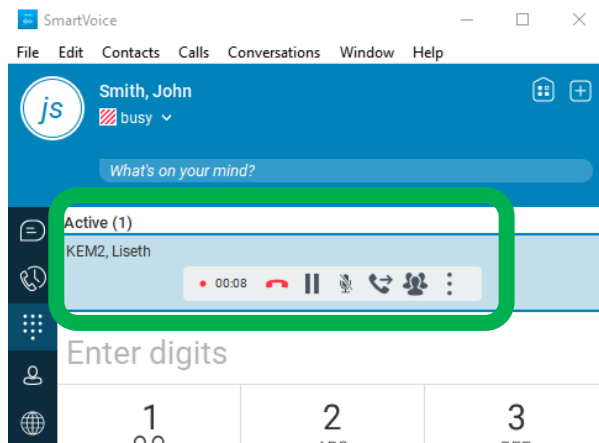 SmartVoice
File Edit Contacts Calls Conversations Window Help
js
Smith, John
busy
What's on your mind?
Active (1)
KEM2, Liseth
00:08
Enter digits
1 2 3